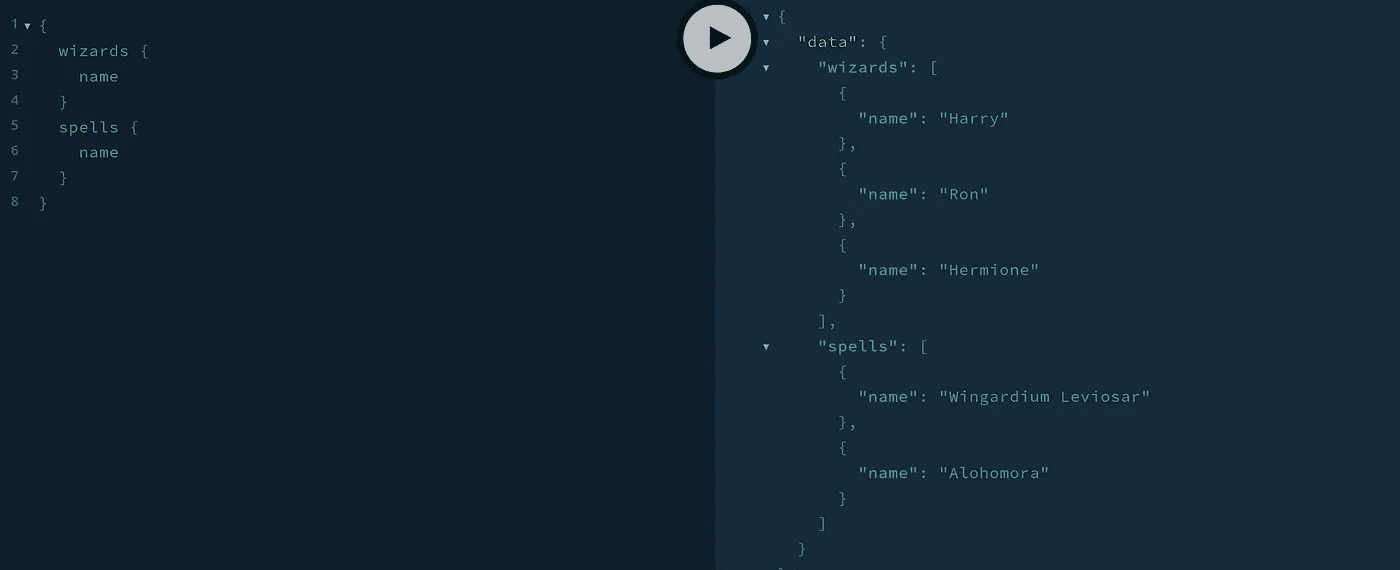 1 {
2 wizards {
3 name
4 }
5 spells {
6 name
7 }
8 }
{
"data": {
"wizards": [
{
"name": "Harry"
},
{
"name": "Ron"
},
{
"name": "Hermione"
}
],
"spells": [
{
"name": "Wingardium Leviosar"
},
{
"name": "Alohomora"
}
]
}